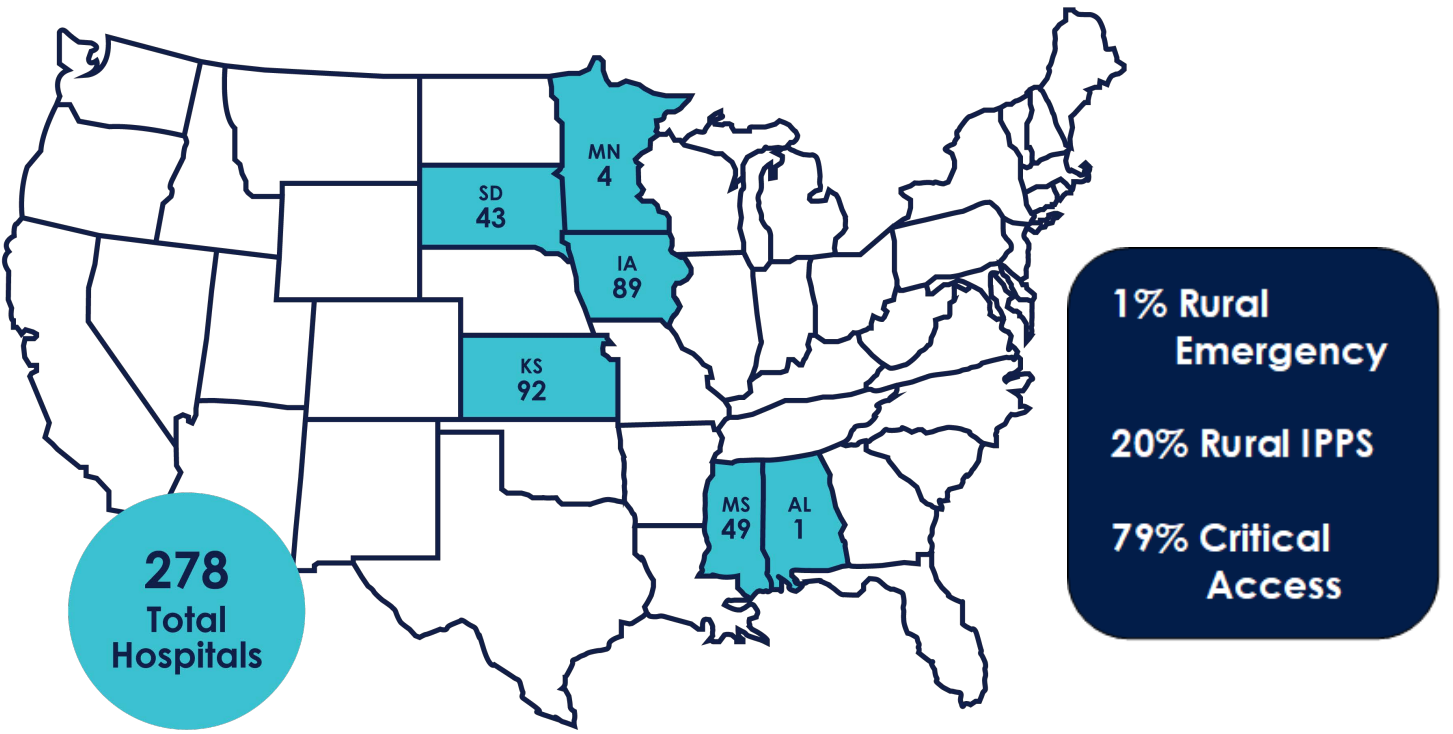 MN
4
SD
43
IA
89
KS
92
MS
49
AL
1
278
Total
Hospitals
1% Rural
Emergency
20% Rural IPPS
79% Critical
Access